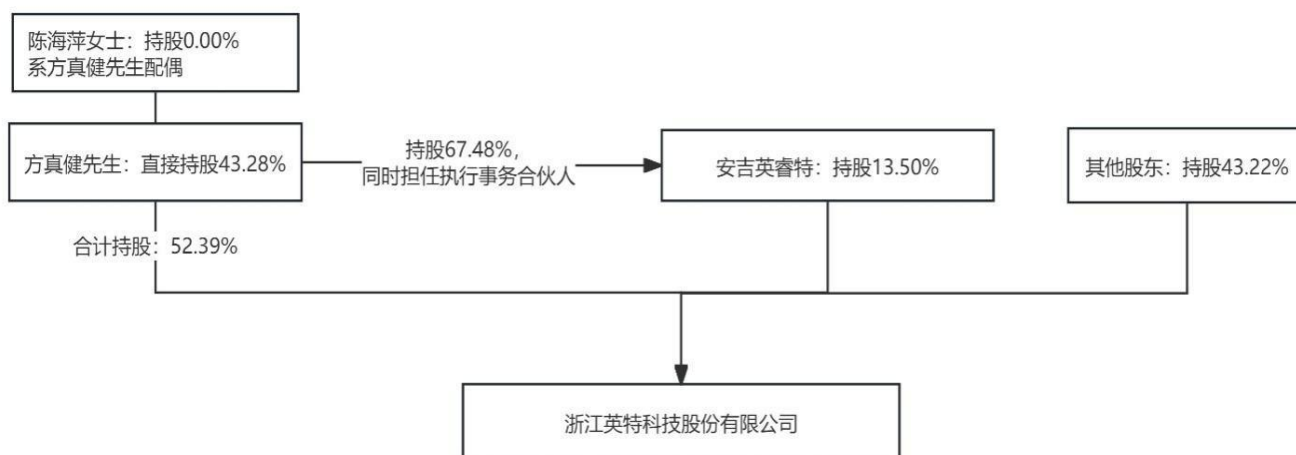 陈海萍女士：持股0.00%
系方真健先生配偶
方真健先生：直接持股43.28%
持股67.48%，
同时担任执行事务合伙人
安吉英睿特：持股13.50%
其他股东：持股43.22%
合计持股：52.39%
浙江英特科技股份有限公司